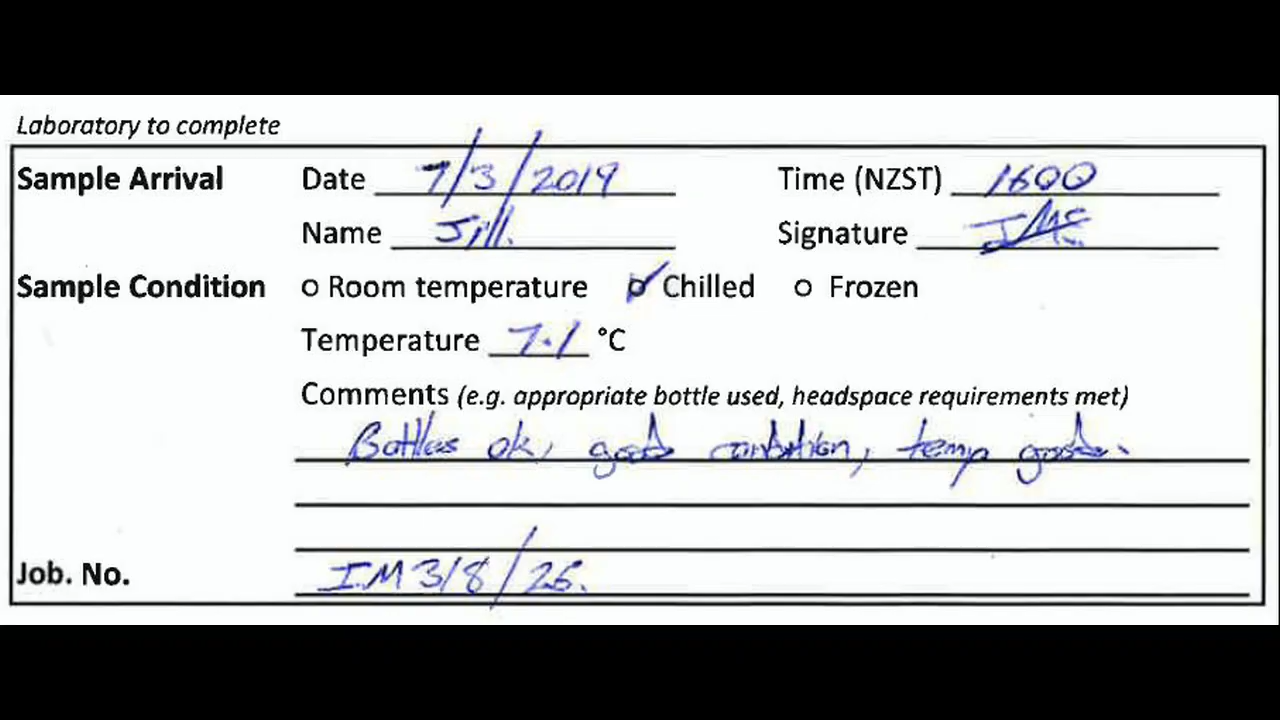 Laboratory to complete
Sample Arrival Date 7/3/2019 Time (NZST) 1600
Name Jill. Signature
Sample Condition Room temperature Chilled Frozen
Temperature 7.1 °C
Comments (e.g. appropriate bottle used, headspace requirements met)
Bottles ok, good condition, temp good.
Job. No. IM318/26.